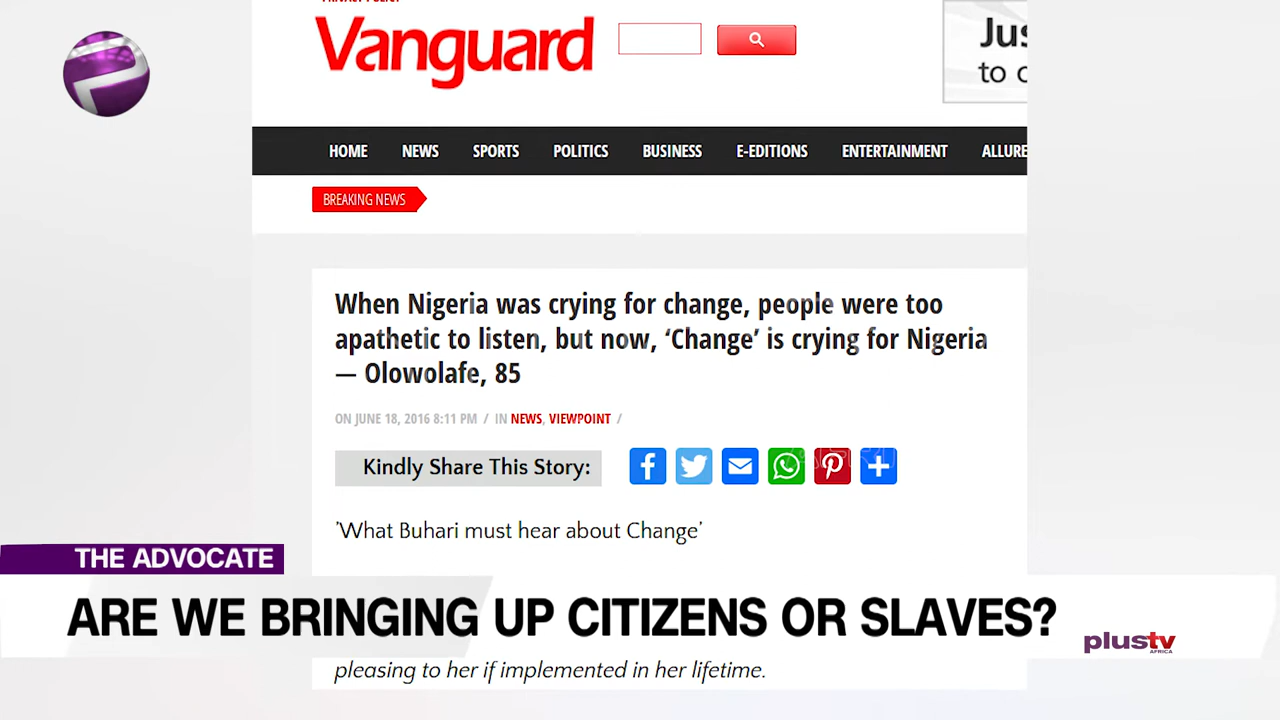 PRIVACY POLICY
Vanguard
Jus
to c
HOME NEWS SPORTS POLITICS BUSINESS E-EDITIONS ENTERTAINMENT ALLURE
BREAKING NEWS
When Nigeria was crying for change, people were too
apathetic to listen, but now, ‘Change’ is crying for Nigeria
— Olowolafe, 85
ON JUNE 18, 2016 8:11 PM / IN NEWS, VIEWPOINT /
Kindly Share This Story:
’What Buhari must hear about Change’
THE ADVOCATE
ARE WE BRINGING UP CITIZENS OR SLAVES?
plustv
AFRICA
pleasing to her if implemented in her lifetime.